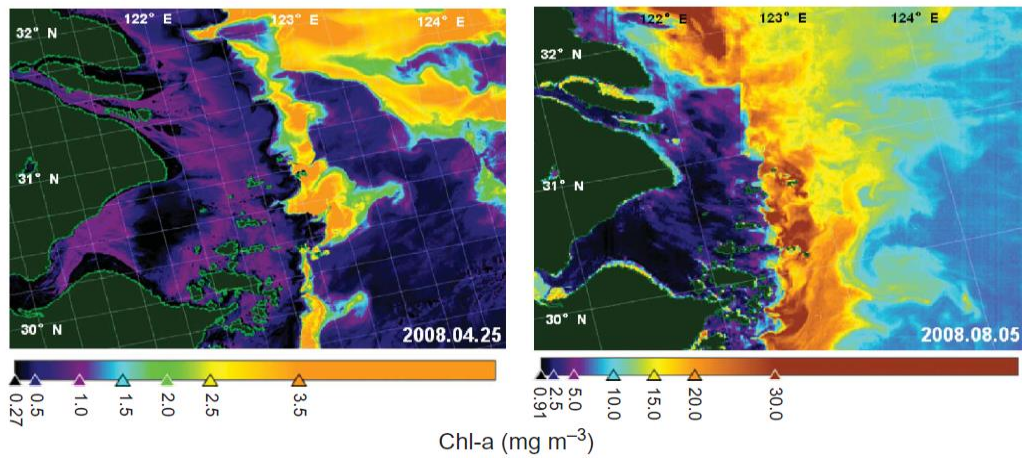 122° E
123° E
124° E
32° N
31° N
30° N
2008.04.25
0.27
0.5
1.0
1.5
2.0
2.5
3.5
122° E
123° E
124° E
32° N
31° N
30° N
2008.08.05
0.91
2.5
5.0
10.0
15.0
20.0
30.0
Chl-a (mg m⁻³)